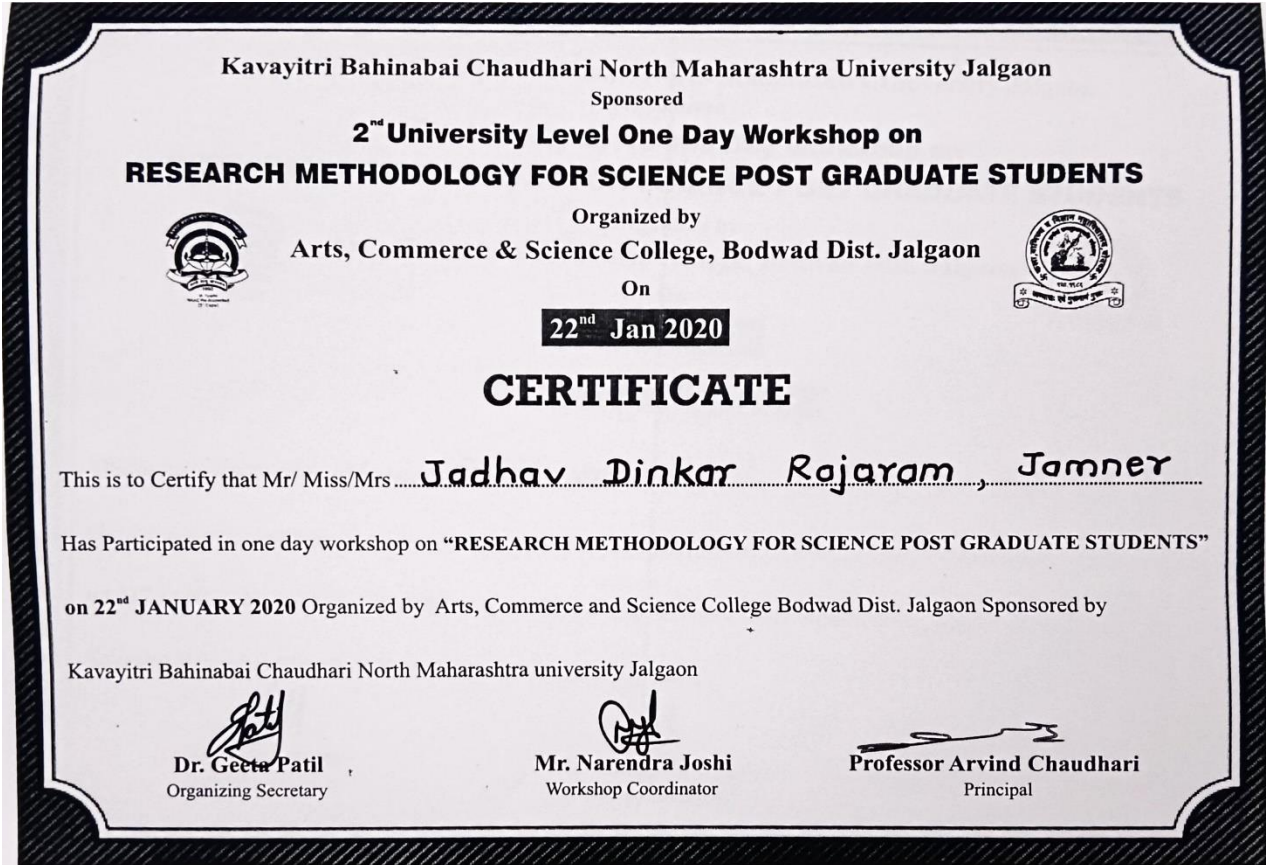 Kavayitri Bahinabai Chaudhari North Maharashtra University Jalgaon
Sponsored
2nd University Level One Day Workshop on
RESEARCH METHODOLOGY FOR SCIENCE POST GRADUATE STUDENTS
Organized by
Arts, Commerce & Science College, Bodwad Dist. Jalgaon
On
22nd Jan 2020
CERTIFICATE
This is to Certify that Mr/ Miss/Mrs ..... Jadhav Dinkar Rajaram, Jamner
Has Participated in one day workshop on “RESEARCH METHODOLOGY FOR SCIENCE POST GRADUATE STUDENTS”
on 22nd JANUARY 2020 Organized by Arts, Commerce and Science College Bodwad Dist. Jalgaon Sponsored by
Kavayitri Bahinabai Chaudhari North Maharashtra university Jalgaon
Dr. Geeta Patil
Organizing Secretary
Mr. Narendra Joshi
Workshop Coordinator
Professor Arvind Chaudhari
Principal